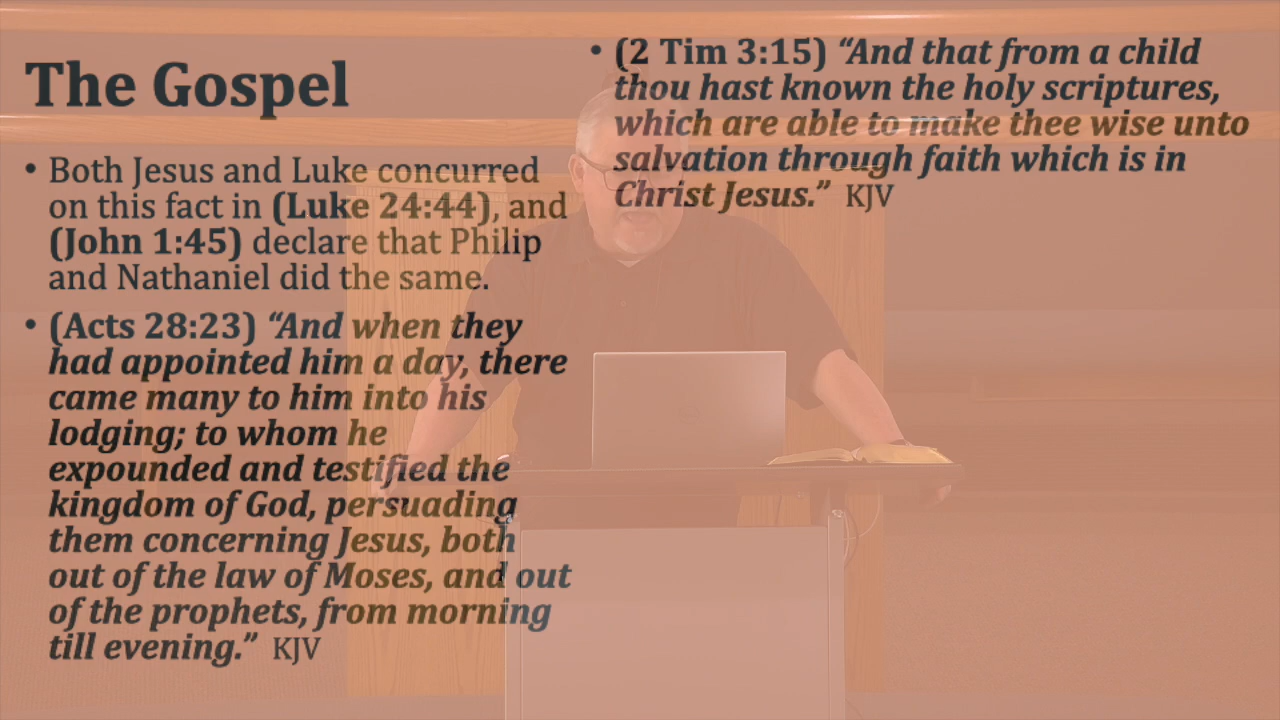 The Gospel
• Both Jesus and Luke concurred
on this fact in (Luke 24:44), and
(John 1:45) declare that Philip
and Nathaniel did the same.
• (Acts 28:23) “And when they
had appointed him a day, there
came many to him into his
lodging; to whom he
expounded and testified the
kingdom of God, persuading
them concerning Jesus, both
out of the law of Moses, and out
of the prophets, from morning
till evening.” KJV
• (2 Tim 3:15) “And that from a child
thou hast known the holy scriptures,
which are able to make thee wise unto
salvation through faith which is in
Christ Jesus.” KJV